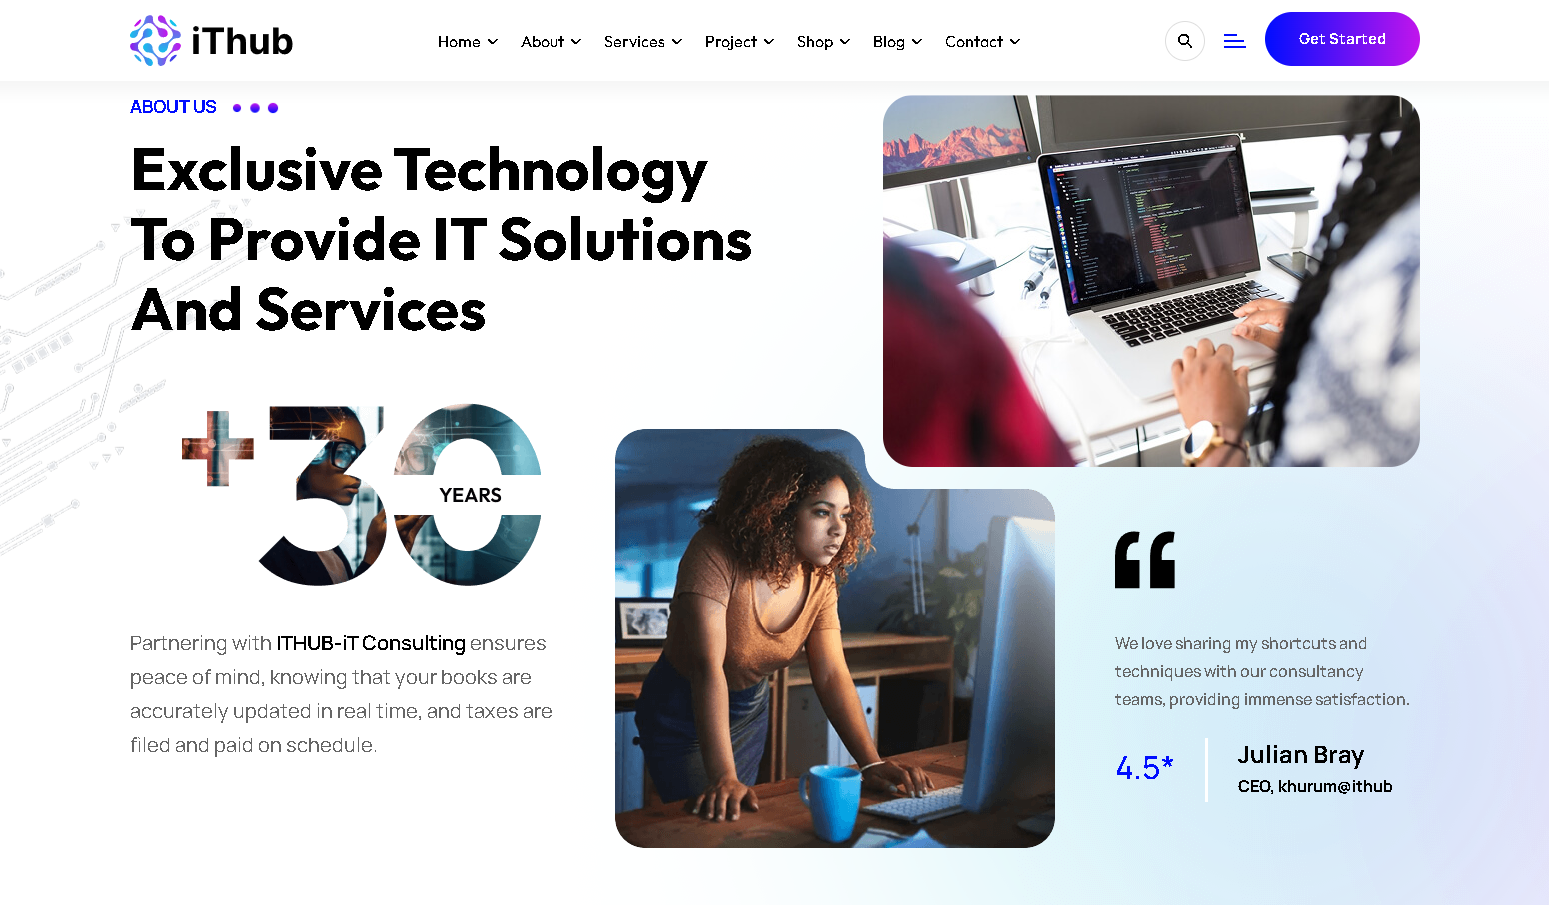 iThub
Home About Services Project Shop Blog Contact
Get Started
ABOUT US
Exclusive Technology
To Provide IT Solutions
And Services
+30
YEARS
Partnering with ITHUB-iT Consulting ensures
peace of mind, knowing that your books are
accurately updated in real time, and taxes are
filed and paid on schedule.
“
We love sharing my shortcuts and
techniques with our consultancy
teams, providing immense satisfaction.
4.5*
Julian Bray
CEO, khurum@ithub